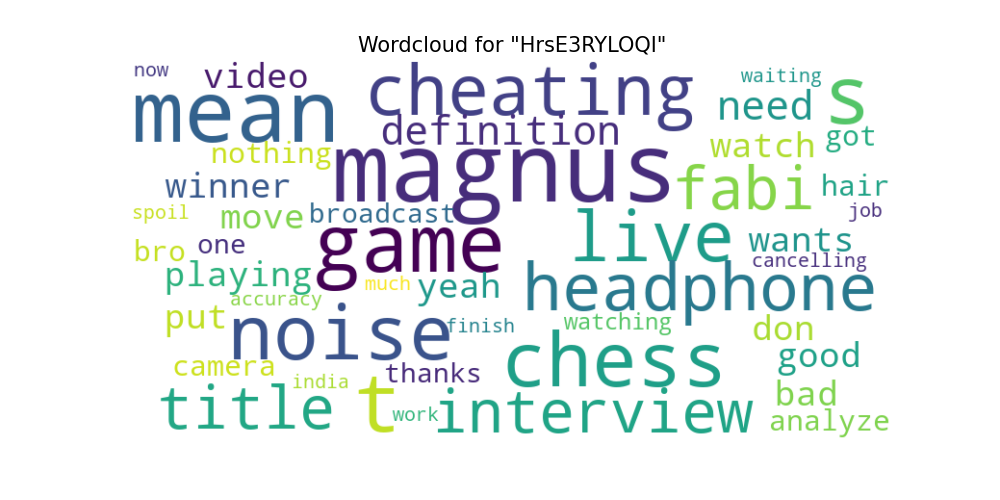 Wordcloud for "HrsE3RYLOQI"
now video cheating waiting s
mean definition need got
nothing magnus watch
winner fabi hair
spoil move broadcast live job
bro one game wants
playing much yeah headphone cancelling
accuracy
put noise finish watching don
camera thanks chess good
title india t work interview bad
analyze